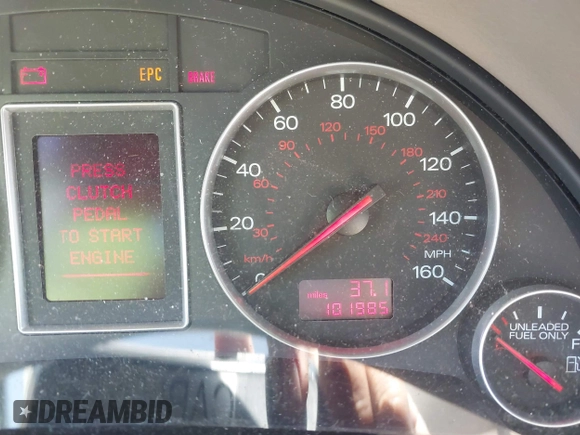 EPC
BRAKE
PRESS
CLUTCH
PEDAL
TO START
ENGINE
0
20
40
60
80
100
120
140
160
MPH
km/h
30
60
90
120
150
180
210
240
37.1
181985
UNLEADED
FUEL ONLY
F
DREAMBID